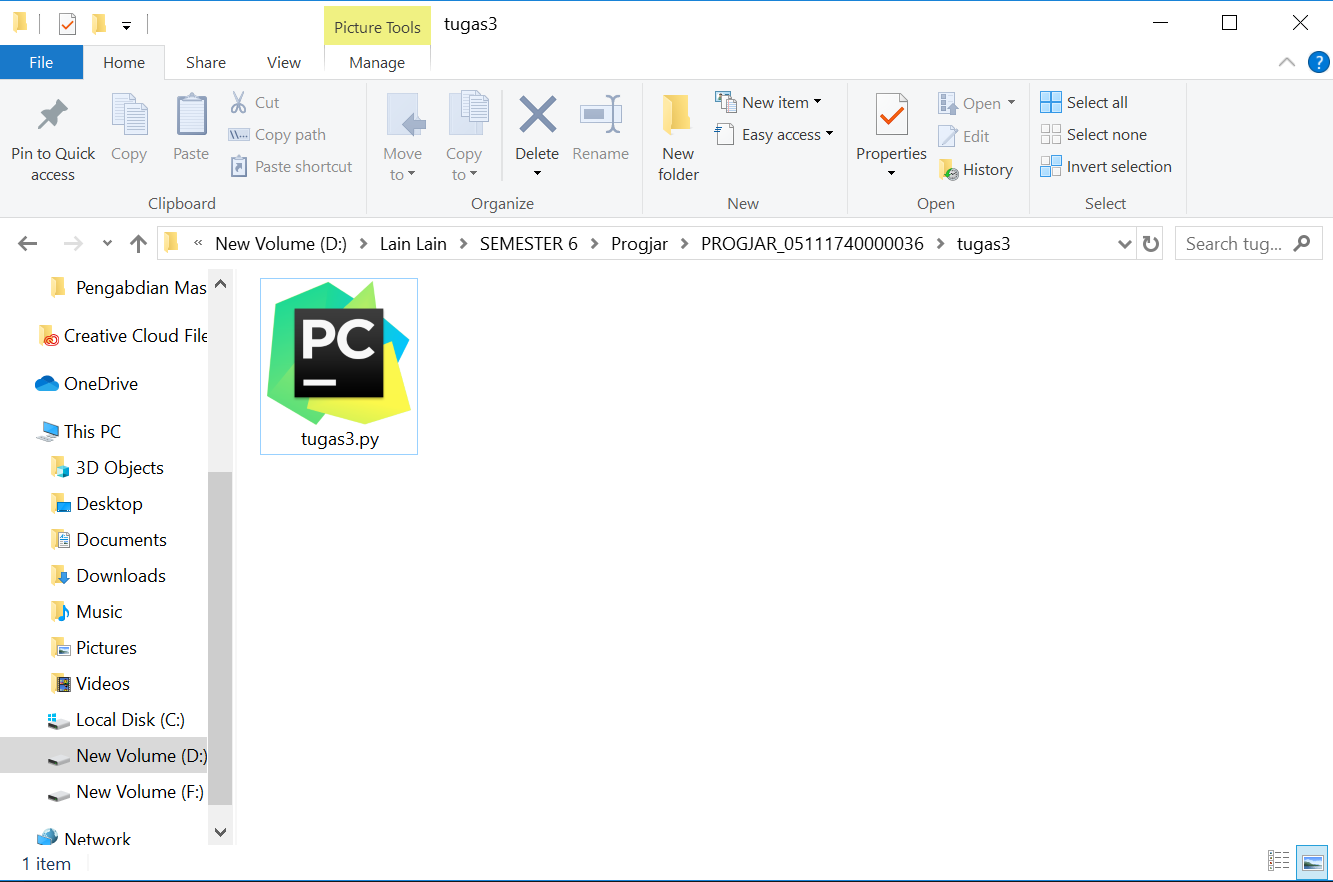 Picture Tools
tugas3
File
Home
Share
View
Manage
?
Pin to Quick access
Copy
Paste
Cut
Copy path
Paste shortcut
Clipboard
Move to
Copy to
Delete
Rename
Organize
New folder
New item
Easy access
New
Properties
Open
Edit
History
Open
Select all
Select none
Invert selection
Select
« New Volume (D:) > Lain Lain > SEMESTER 6 > Progjar > PROGJAR_05111740000036 > tugas3
Search tug...
Pengabdian Mas
Creative Cloud File
OneDrive
This PC
3D Objects
Desktop
Documents
Downloads
Music
Pictures
Videos
Local Disk (C:)
New Volume (D:)
New Volume (F:)
Network
PC
tugas3.py
1 item